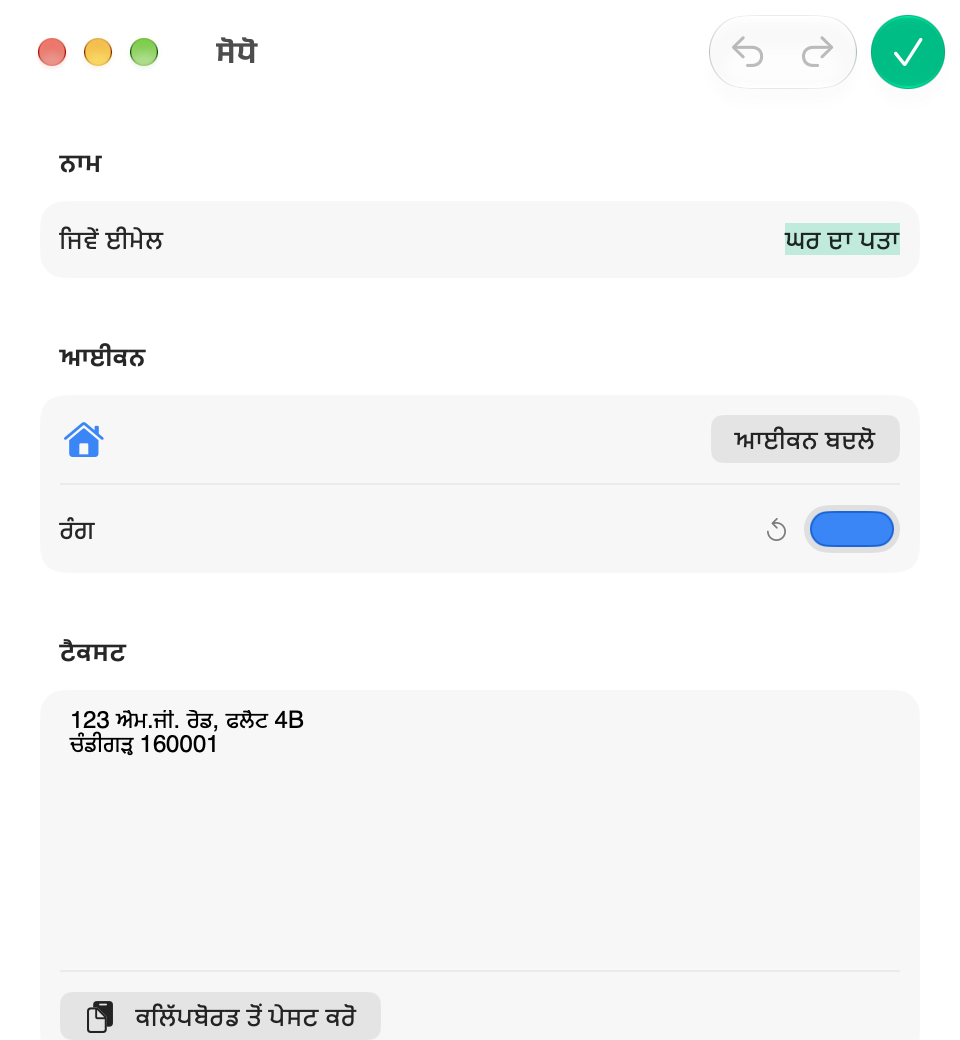 ਸੋਧੋ
ਨਾਮ
ਜਿਵੇਂ ਈਮੇਲ ਘਰ ਦਾ ਪਤਾ
ਆਈਕਨ
ਆਈਕਨ ਬਦਲੋ
ਰੰਗ
ਟੈਕਸਟ
123 ਐਮ.ਜੀ. ਰੋਡ, ਫਲੈਟ 4B
ਚੰਡੀਗੜ੍ਹ 160001
ਕਲਿੱਪਬੋਰਡ ਤੋਂ ਪੇਸਟ ਕਰੋ